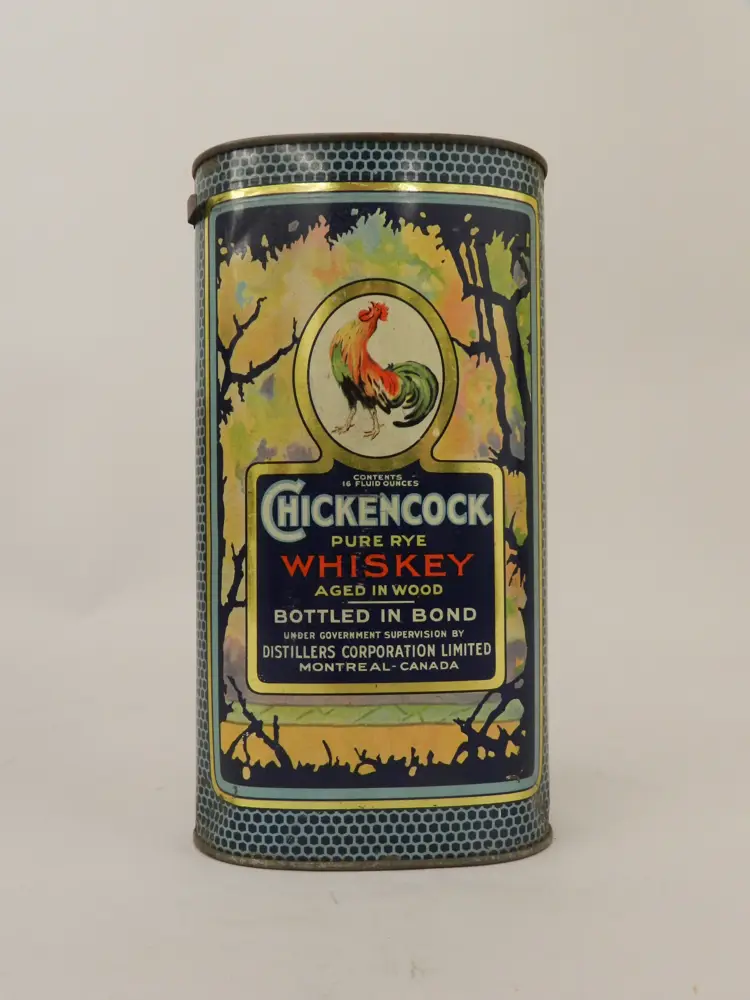 CONTENTS
16 FLUID OUNCES
CHICKENCOCK
PURE RYE
WHISKEY
AGED IN WOOD
BOTTLED IN BOND
UNDER GOVERNMENT SUPERVISION BY
DISTILLERS CORPORATION LIMITED
MONTREAL-CANADA